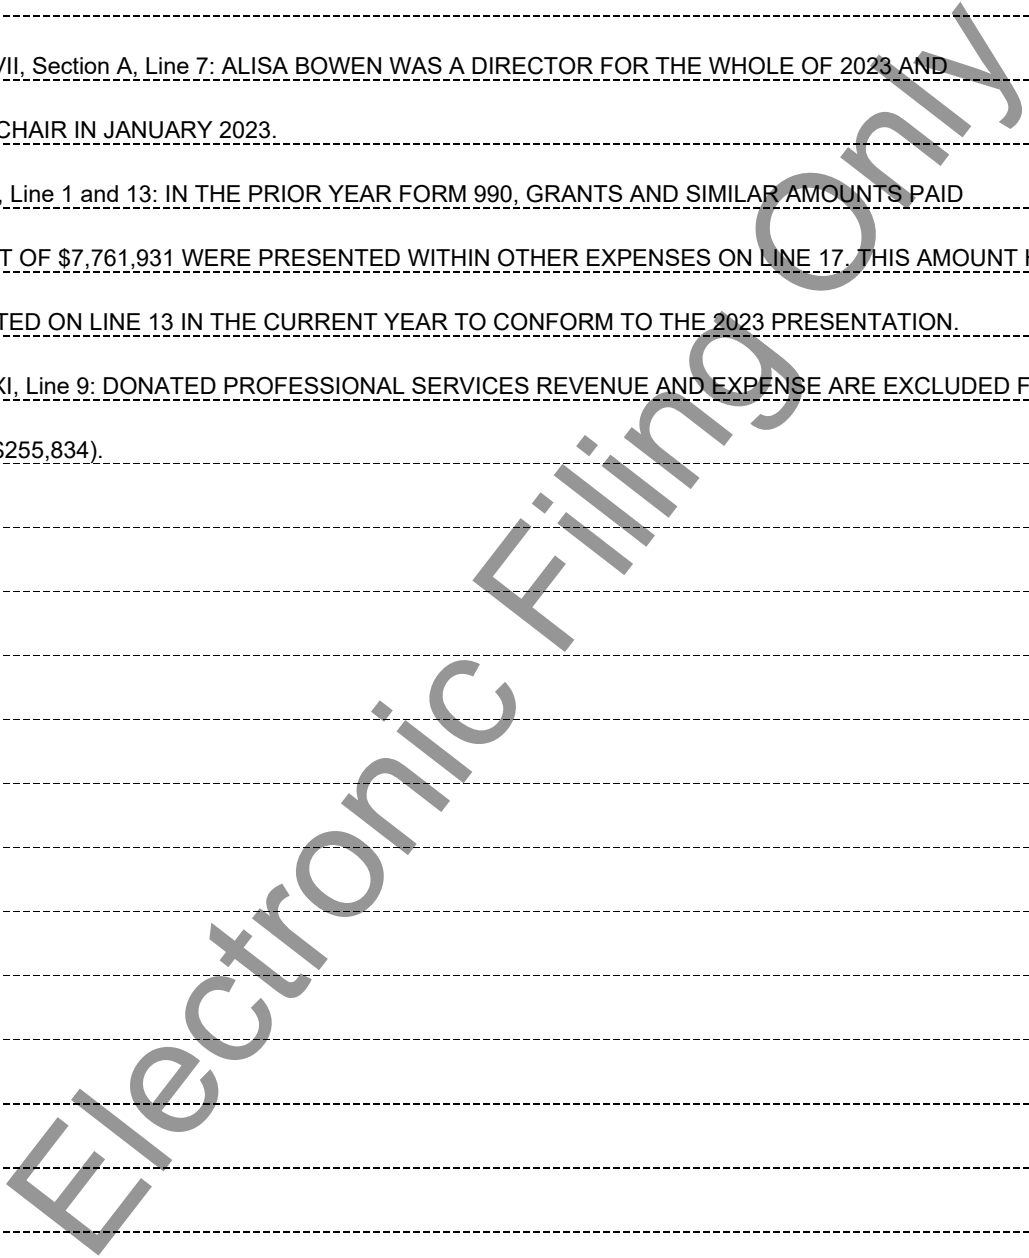 VII, Section A, Line 7: ALISA BOWEN WAS A DIRECTOR FOR THE WHOLE OF 2023 AND
CHAIR IN JANUARY 2023.
, Line 1 and 13: IN THE PRIOR YEAR FORM 990, GRANTS AND SIMILAR AMOUNTS PAID
T OF $7,761,931 WERE PRESENTED WITHIN OTHER EXPENSES ON LINE 17. THIS AMOUNT H
TED ON LINE 13 IN THE CURRENT YEAR TO CONFORM TO THE 2023 PRESENTATION.
XI, Line 9: DONATED PROFESSIONAL SERVICES REVENUE AND EXPENSE ARE EXCLUDED F
$255,834).
Electronic Filing Only